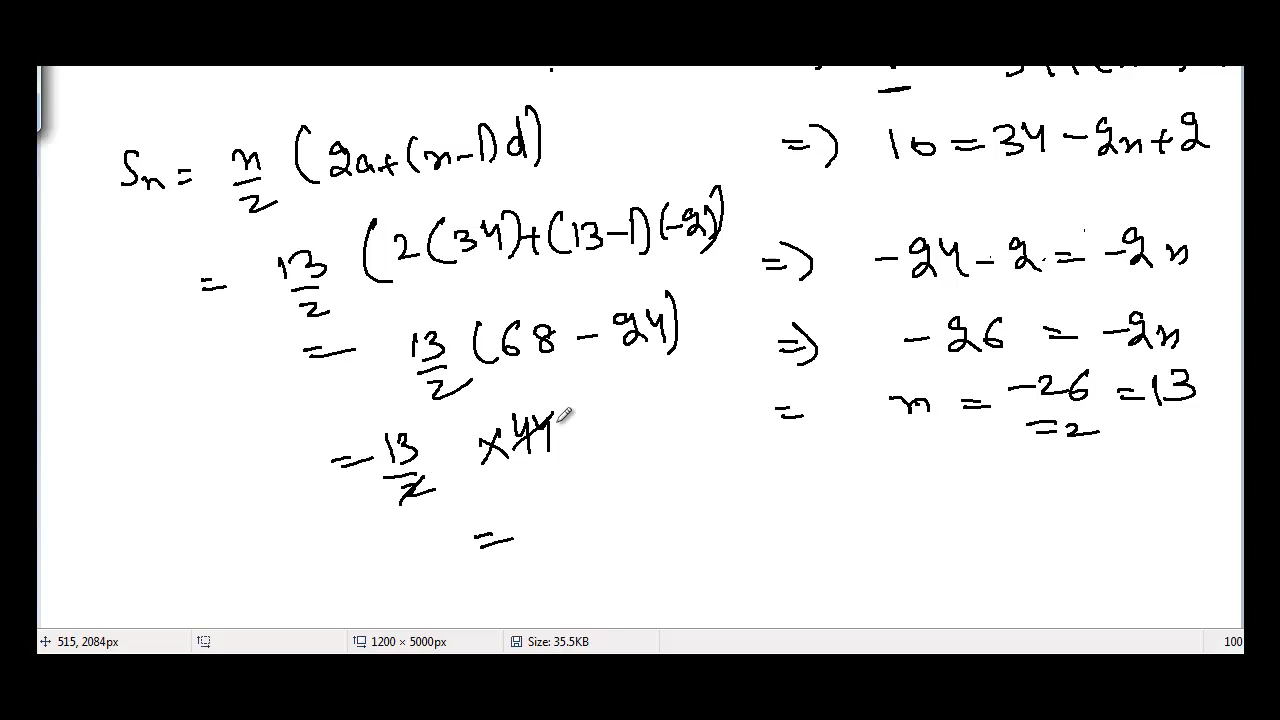 Sn = n/2 (2a+(n-1)d)
= 13/2 (2(34)+(13-1)(-2))
= 13/2 (68 - 24)
= 13/2 × 44
=
=) 10 = 34 - 2n + 2
=) -24 - 2 = -2n
=) -26 = -2n
= n = -26/=2 = 13
515, 2084px
1200 × 5000px
Size: 35.5KB
100